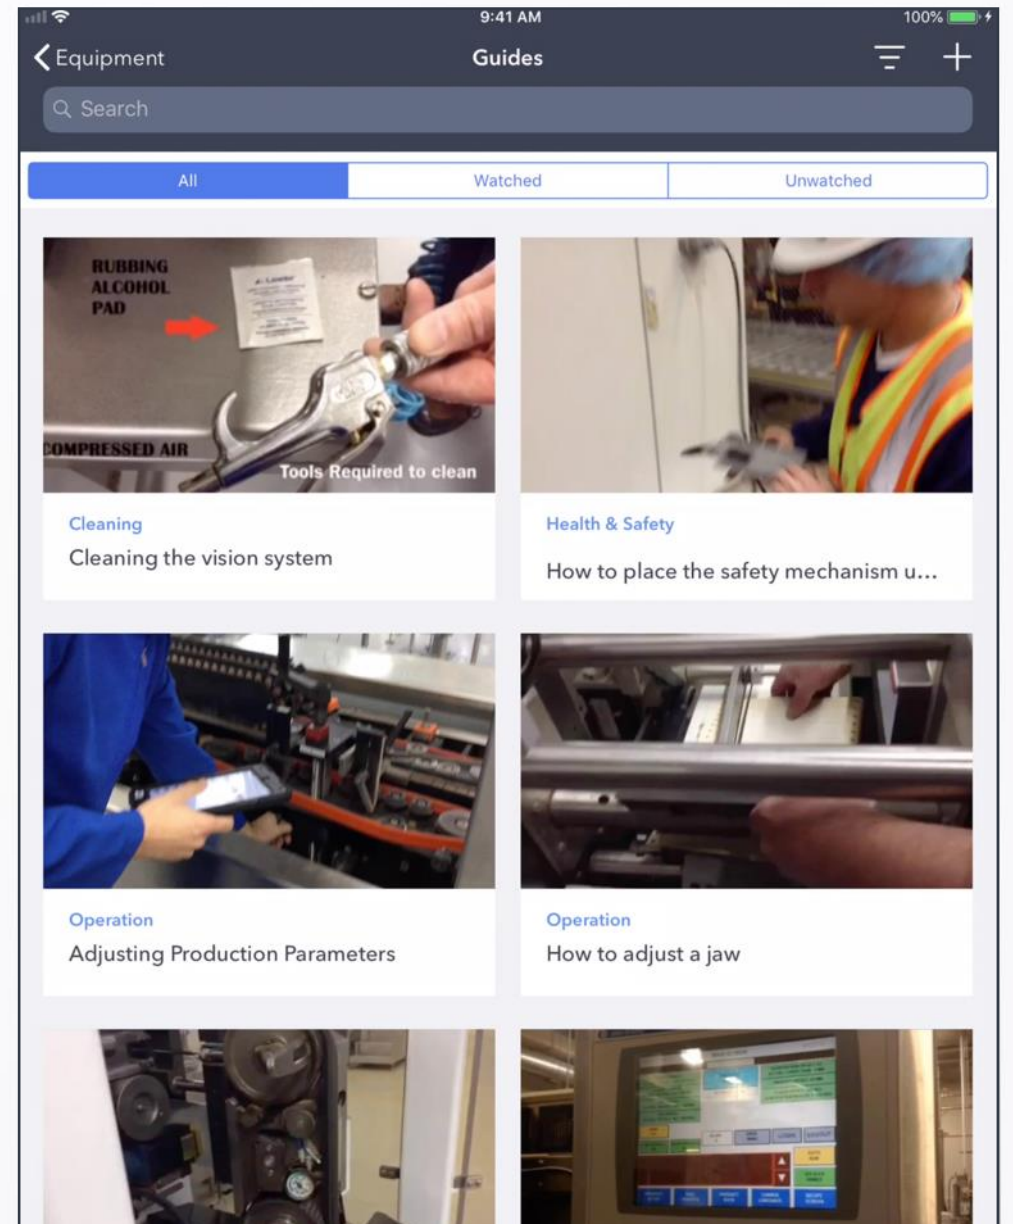 9:41 AM
100%
Equipment
Guides
Search
All
Watched
Unwatched
RUBBING
ALCOHOL
PAD
COMPRESSED AIR
Tools Required to clean
Cleaning
Cleaning the vision system
Health & Safety
How to place the safety mechanism u...
Operation
Adjusting Production Parameters
Operation
How to adjust a jaw